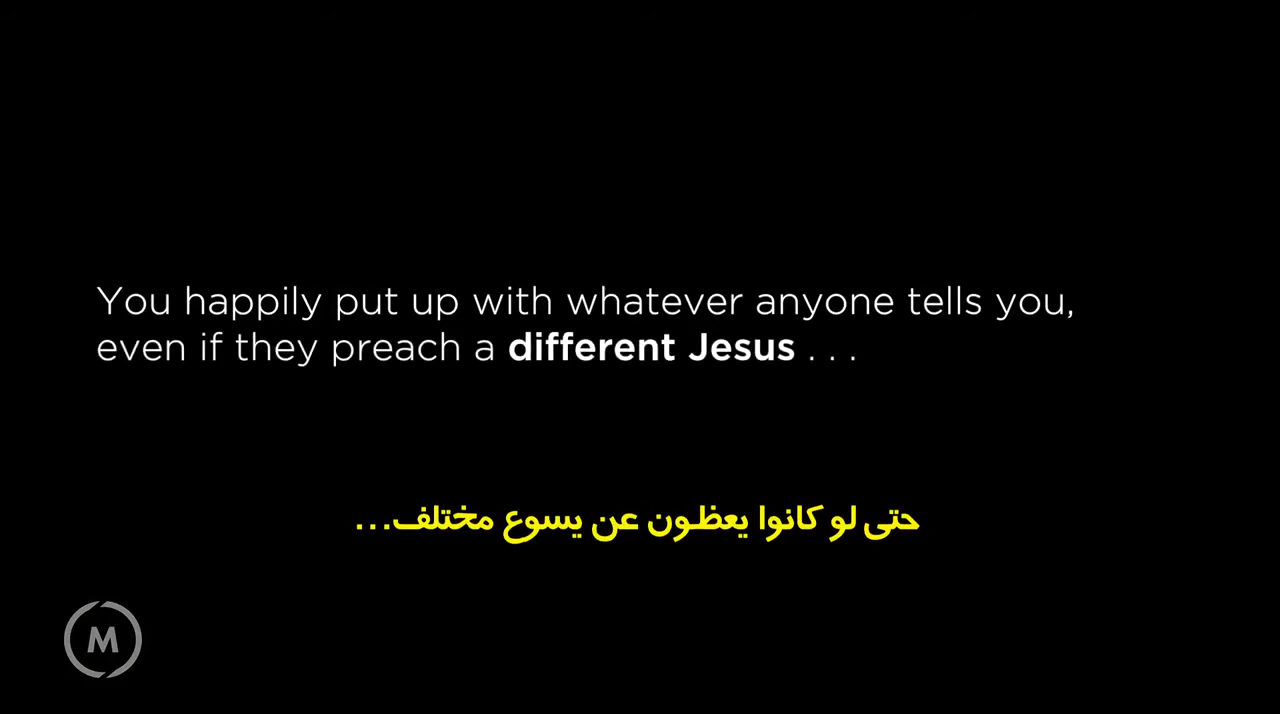 You happily put up with whatever anyone tells you,
even if they preach a different Jesus . . .
حتى لو كانوا يعظون عن يسوع مختلف...
M